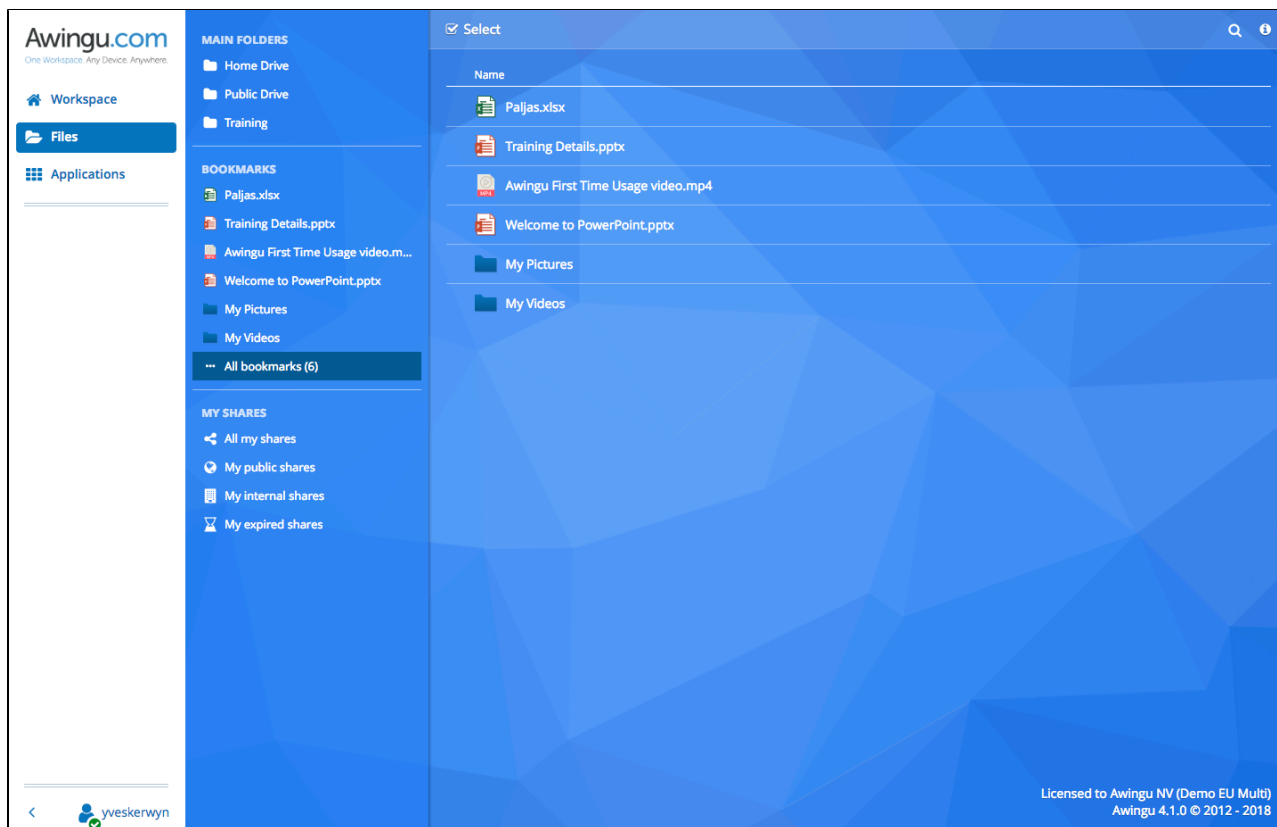 Awingu.com
One Workspace. Any Device. Anywhere.
Workspace
Files
Applications
yveskerwyn
MAIN FOLDERS
Home Drive
Public Drive
Training
BOOKMARKS
Paljas.xlsx
Training Details.pptx
Awingu First Time Usage video.m...
Welcome to PowerPoint.pptx
My Pictures
My Videos
All bookmarks (6)
MY SHARES
All my shares
My public shares
My internal shares
My expired shares
Select
Name
Paljas.xlsx
Training Details.pptx
MP4
Awingu First Time Usage video.mp4
Welcome to PowerPoint.pptx
My Pictures
My Videos
Licensed to Awingu NV (Demo EU Multi)
Awingu 4.1.0 © 2012 - 2018